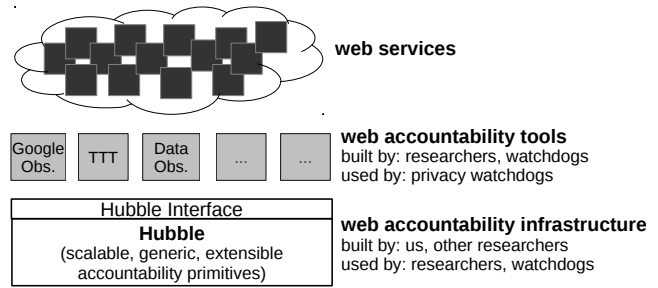 web services
web accountability tools
built by: researchers, watchdogs
used by: privacy watchdogs
Google Obs.
TTT
Data Obs.
...
...
Hubble Interface
Hubble
(scalable, generic, extensible
accountability primitives)
web accountability infrastructure
built by: us, other researchers
used by: researchers, watchdogs